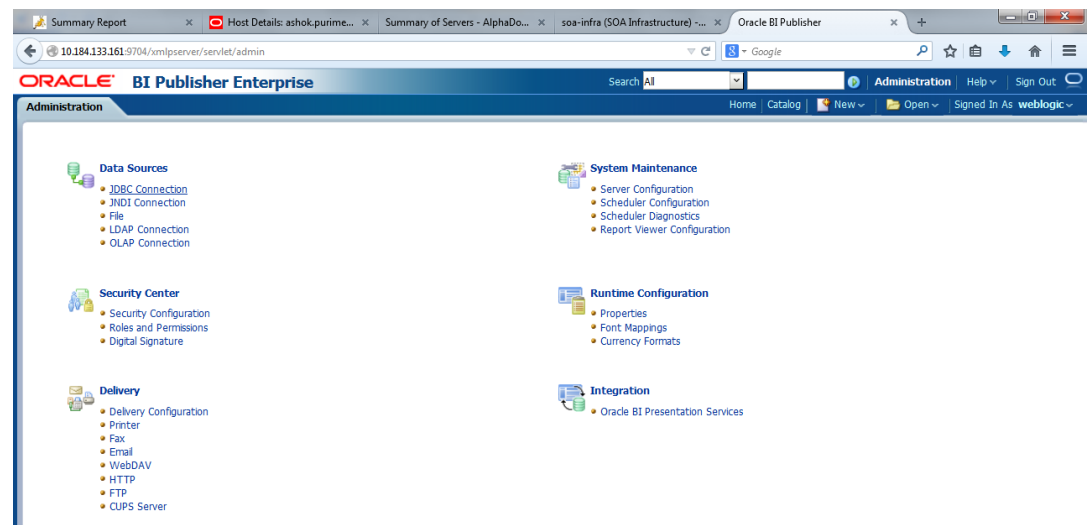 Summary Report
Host Details: ashok.purime...
Summary of Servers - AlphaDo...
soa-infra (SOA Infrastructure) -...
Oracle BI Publisher
10.184.133.161:9704/xmlpserver/servlet/admin
Google
ORACLE BI Publisher Enterprise
Search All
Administration Help Sign Out
Administration
Home Catalog New Open Signed In As weblogic
Data Sources
JDBC Connection
JNDI Connection
File
LDAP Connection
OLAP Connection
System Maintenance
Server Configuration
Scheduler Configuration
Scheduler Diagnostics
Report Viewer Configuration
Security Center
Security Configuration
Roles and Permissions
Digital Signature
Runtime Configuration
Properties
Font Mappings
Currency Formats
Delivery
Delivery Configuration
Printer
Fax
Email
WebDAV
HTTP
FTP
CUPS Server
Integration
Oracle BI Presentation Services